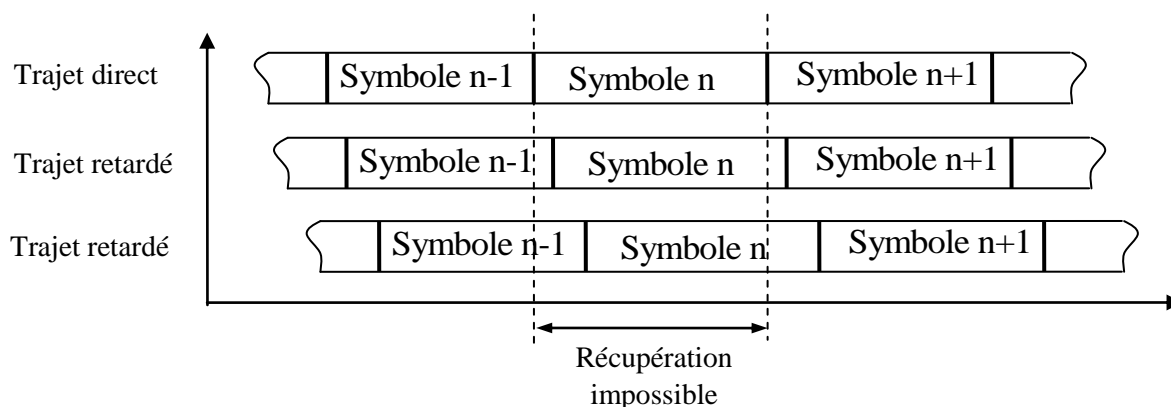 Trajet direct
Symbole n-1 Symbole n Symbole n+1
Trajet retardé
Symbole n-1 Symbole n Symbole n+1
Trajet retardé
Symbole n-1 Symbole n Symbole n+1
Récupération
impossible